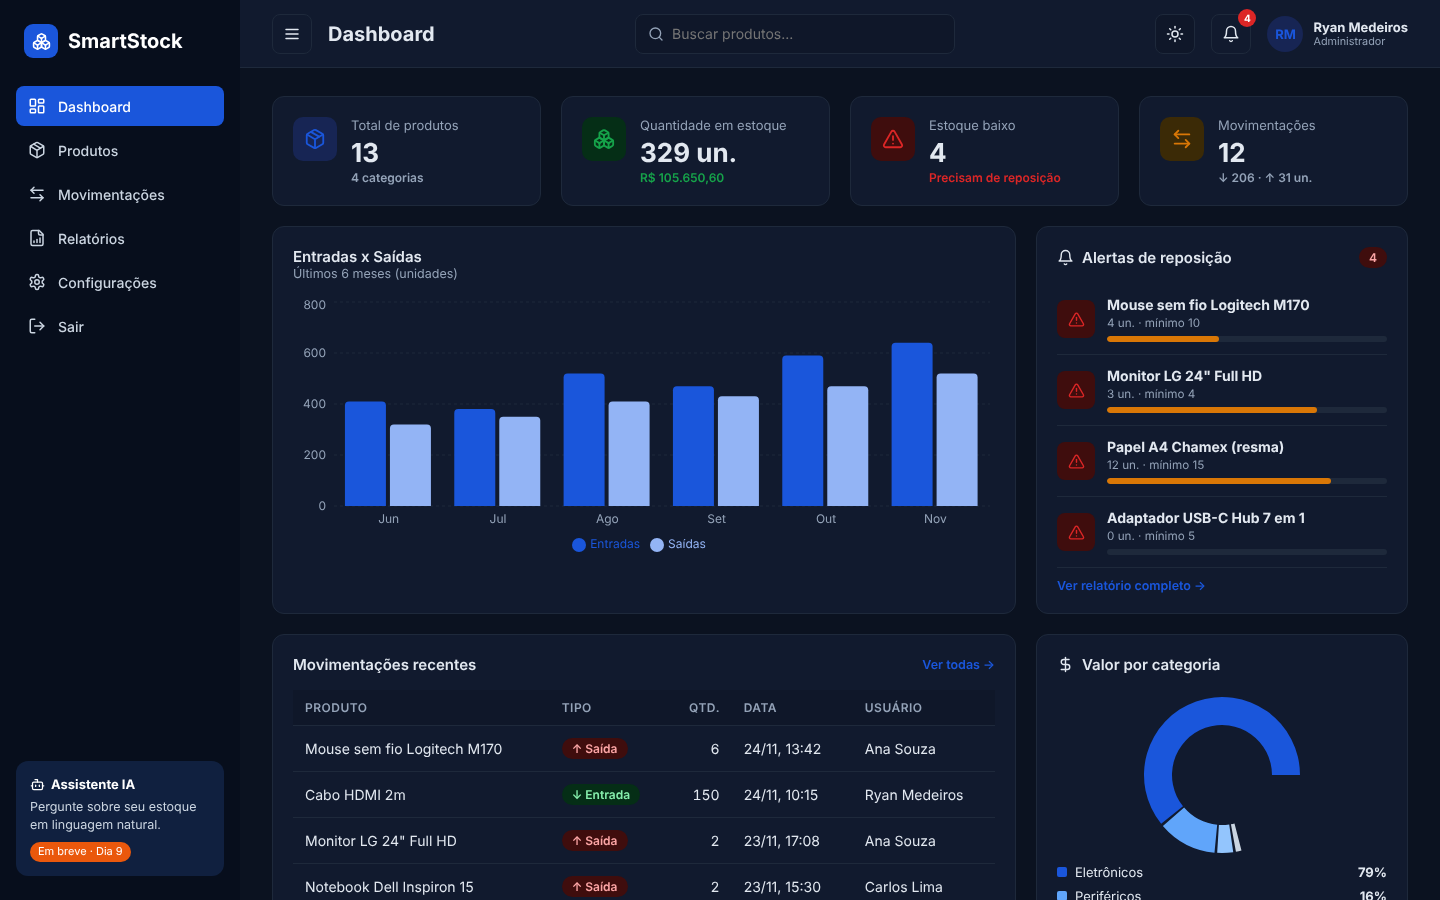 SmartStock
Dashboard
Produtos
Movimentações
Relatórios
Configurações
Sair
Assistente IA
Pergunte sobre seu estoque
em linguagem natural.
Em breve · Dia 9
Dashboard
Buscar produtos...
4
RM
Ryan Medeiros
Administrador
Total de produtos
13
4 categorias
Quantidade em estoque
329 un.
R$ 105.650,60
Estoque baixo
4
Precisam de reposição
Movimentações
12
↓ 206 · ↑ 31 un.
Entradas x Saídas
Últimos 6 meses (unidades)
800
600
400
200
0
Jun Jul Ago Set Out Nov
Entradas Saídas
Alertas de reposição 4
Mouse sem fio Logitech M170
4 un. · mínimo 10
Monitor LG 24" Full HD
3 un. · mínimo 4
Papel A4 Chamex (resma)
12 un. · mínimo 15
Adaptador USB-C Hub 7 em 1
0 un. · mínimo 5
Ver relatório completo →
Movimentações recentes Ver todas →
PRODUTO TIPO QTD. DATA USUÁRIO
Mouse sem fio Logitech M170 ↑ Saída 6 24/11, 13:42 Ana Souza
Cabo HDMI 2m ↓ Entrada 150 24/11, 10:15 Ryan Medeiros
Monitor LG 24" Full HD ↑ Saída 2 23/11, 17:08 Ana Souza
Notebook Dell Inspiron 15 ↑ Saída 2 23/11, 15:30 Carlos Lima
Valor por categoria
Eletrônicos 79%
Periféricos 16%